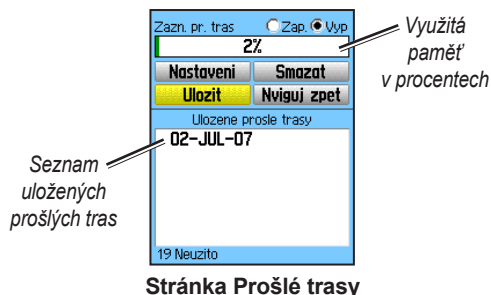 Zazn. pr. tras Zap. Vyp
2%
Nastaveni Smazat
Ulozit Nviguj zpet
Ulozene prosle trasy
02-JUL-07
19 Neuzito
Využitá
paměť
v procentech
Seznam
uložených
prošlých tras
Stránka Prošlé trasy